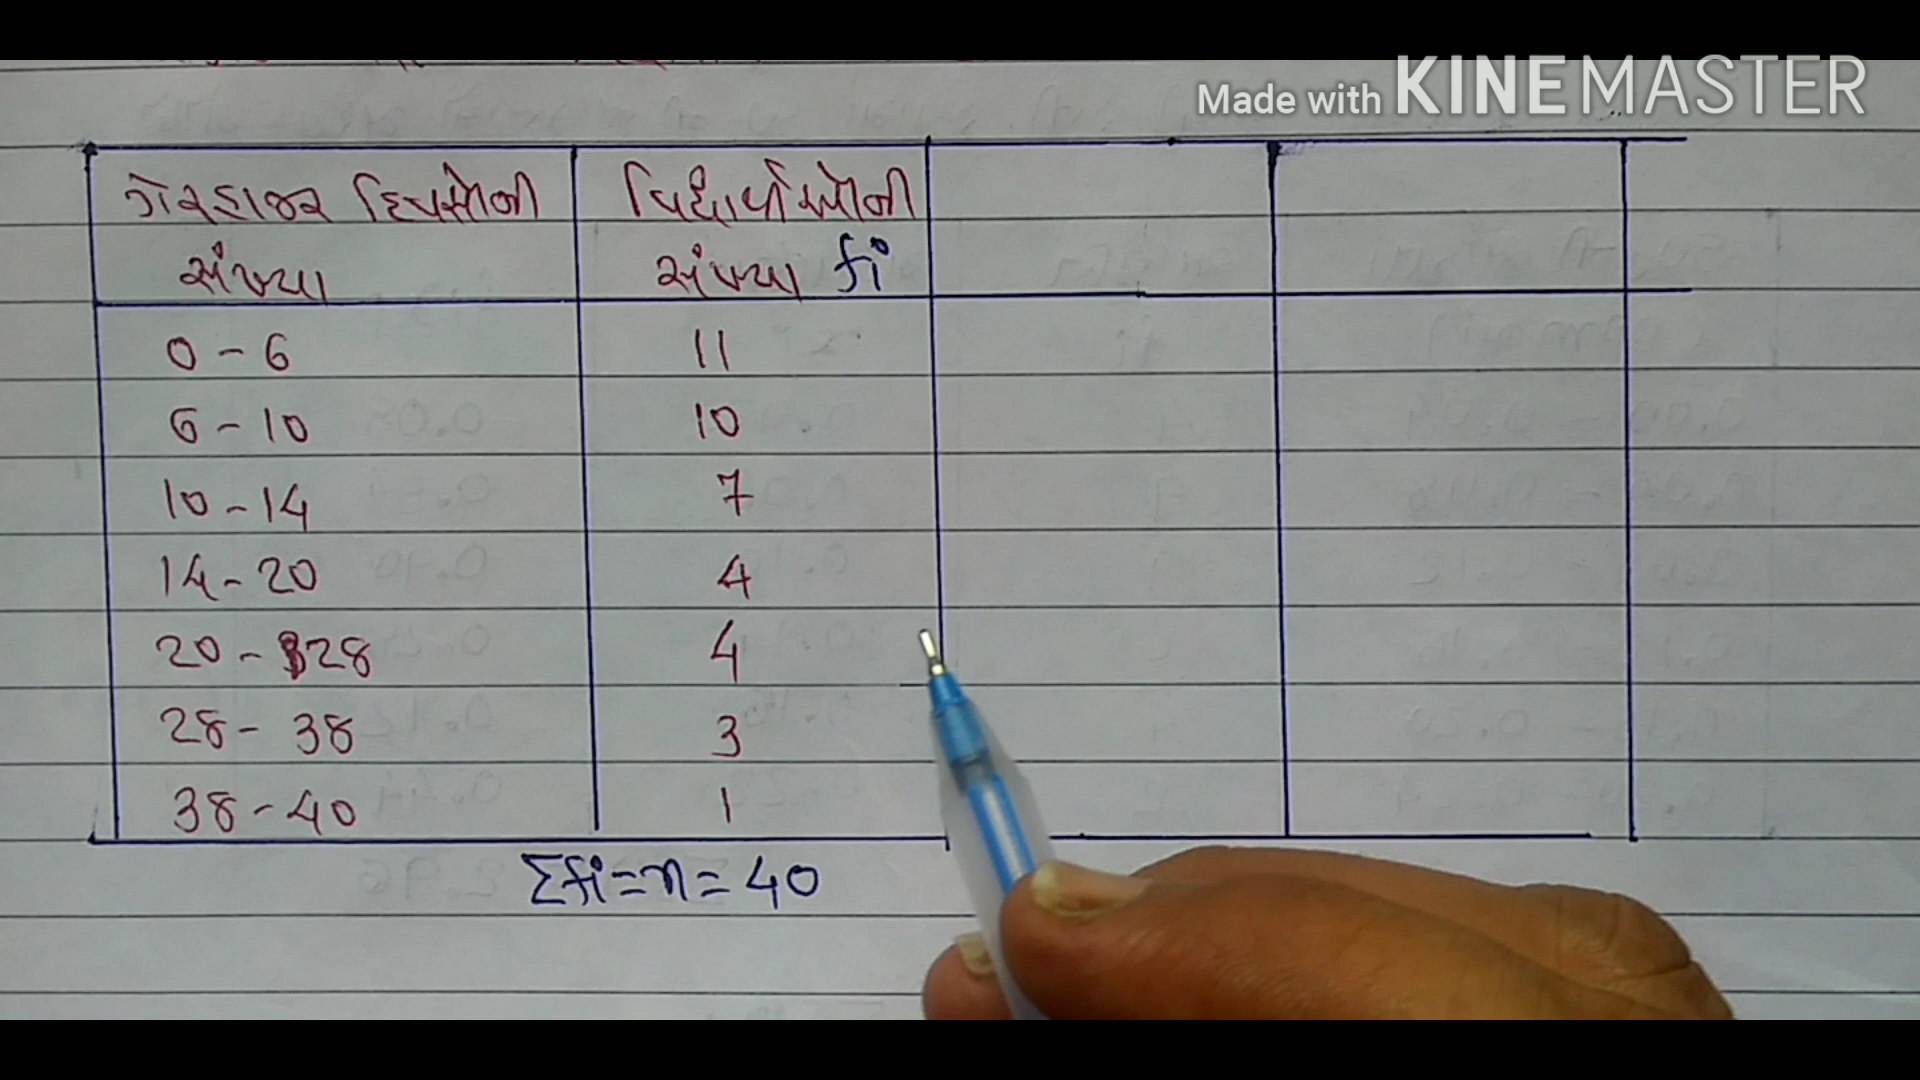 Made with KINEMASTER
ગેરહાજર દિવસોની વિદ્યાર્થીઓની
સંખ્યા સંખ્યા fi
0 - 6 11
6 - 10 10
10 - 14 7
14 - 20 4
20 - 28 4
28 - 38 3
38 - 40 1
Σfi = n = 40